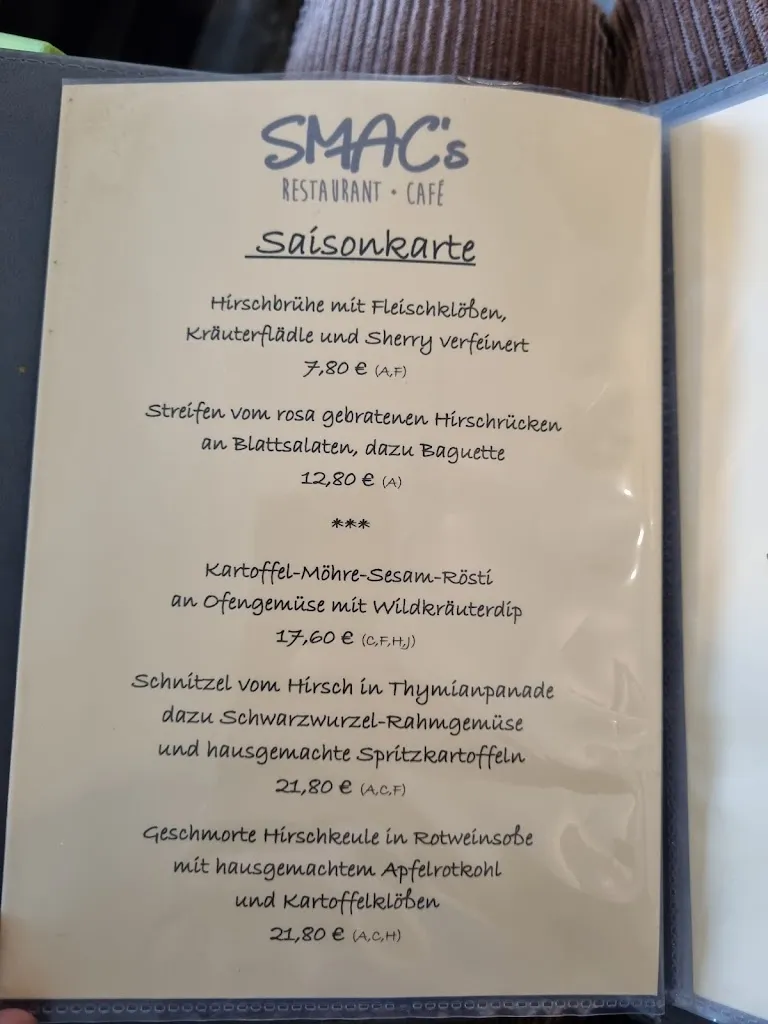 SMAC's
RESTAURANT • CAFÉ
Saisonkarte
Hirschbrühe mit Fleischklößen,
Kräuterflädle und Sherry verfeinert
7,80 € (A,F)
Streifen vom rosa gebratenen Hirschrücken
an Blattsalaten, dazu Baguette
12,80 € (A)
***
Kartoffel-Möhre-Sesam-Rösti
an Ofengemüse mit Wildkräuterdip
17,60 € (C,F,H,J)
Schnitzel vom Hirsch in Thymianpanade
dazu Schwarzwurzel-Rahmgemüse
und hausgemachte Spritzkartoffeln
21,80 € (A,C,F)
Geschmorte Hirschkeule in Rotweinsoße
mit hausgemachtem Apfelrotkohl
und Kartoffelklößen
21,80 € (A,C,H)